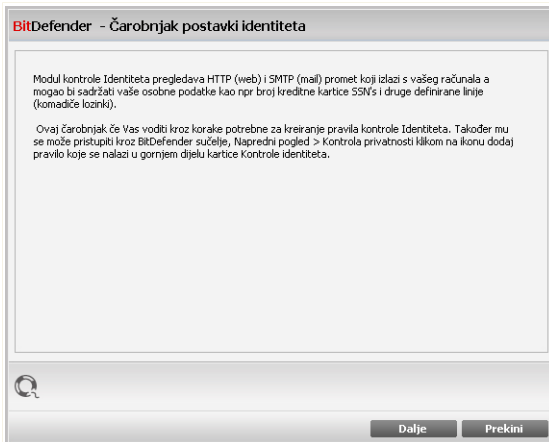 BitDefender - Čarobnjak postavki identiteta
Modul kontrole Identiteta pregledava HTTP (web) i SMTP (mail) promet koji izlazi s vašeg računala a
mogao bi sadržati vaše osobne podatke kao npr broj kreditne kartice SSN's i druge definirane linije
(komadiče lozinki).
Ovaj čarobnjak če Vas voditi kroz korake potrebne za kreiranje pravila kontrole Identiteta. Također mu
se može pristupiti kroz BitDefender sučelje, Napredni pogled > Kontrola privatnosti klikom na ikonu dodaj
pravilo koje se nalazi u gornjem dijelu kartice Kontrole identiteta.
Dalje
Prekini